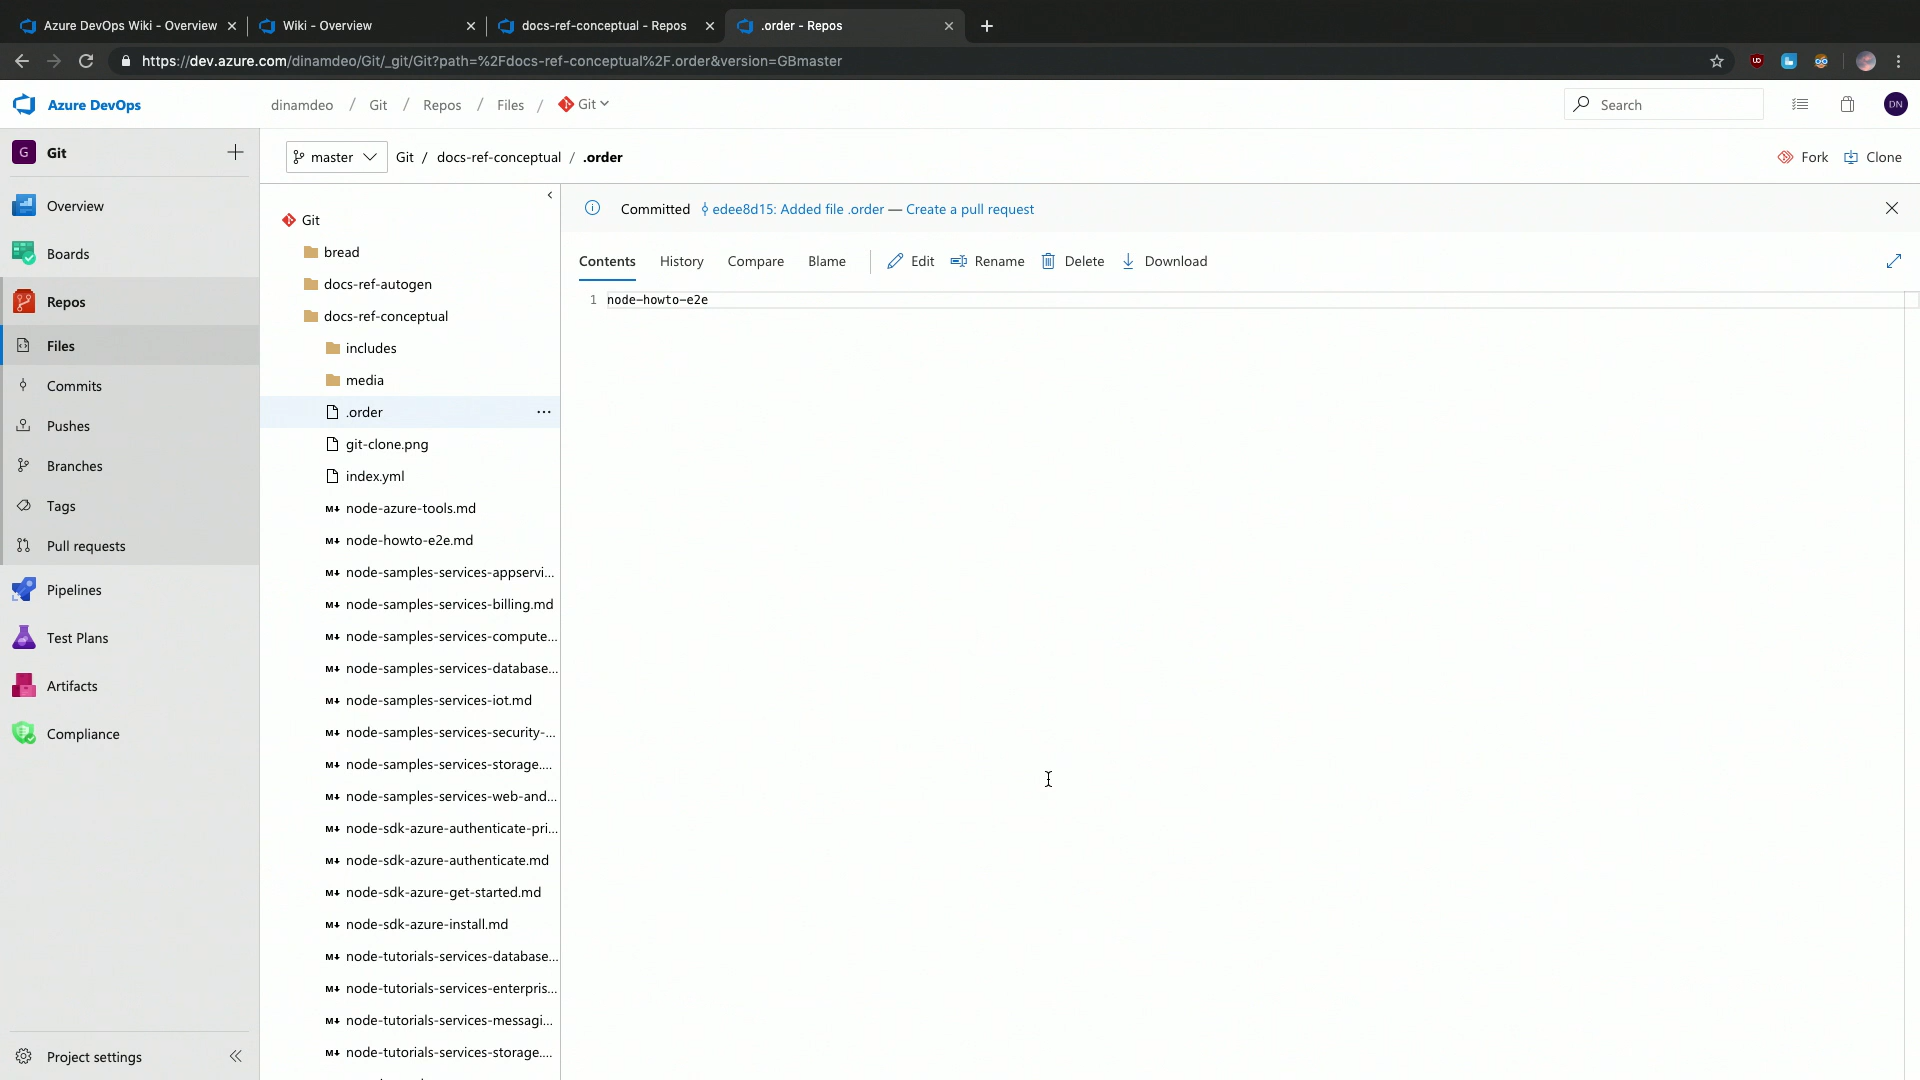 Azure DevOps Wiki - Overview
Wiki - Overview
docs-ref-conceptual - Repos
.order - Repos
https://dev.azure.com/dinamdeo/Git/_git/Git?path=%2Fdocs-ref-conceptual%2F.order&version=GBmaster
Azure DevOps
dinamdeo / Git / Repos / Files / Git
Search
DN
G Git
master
Git / docs-ref-conceptual / .order
Fork
Clone
Overview
Boards
Repos
Files
Commits
Pushes
Branches
Tags
Pull requests
Pipelines
Test Plans
Artifacts
Compliance
Project settings
Git
bread
docs-ref-autogen
docs-ref-conceptual
includes
media
.order
git-clone.png
index.yml
M↓ node-azure-tools.md
M↓ node-howto-e2e.md
M↓ node-samples-services-appservi...
M↓ node-samples-services-billing.md
M↓ node-samples-services-compute...
M↓ node-samples-services-database...
M↓ node-samples-services-iot.md
M↓ node-samples-services-security-...
M↓ node-samples-services-storage....
M↓ node-samples-services-web-and...
M↓ node-sdk-azure-authenticate-pri...
M↓ node-sdk-azure-authenticate.md
M↓ node-sdk-azure-get-started.md
M↓ node-sdk-azure-install.md
M↓ node-tutorials-services-database...
M↓ node-tutorials-services-enterpris...
M↓ node-tutorials-services-messagi...
M↓ node-tutorials-services-storage....
Committed edee8d15: Added file .order — Create a pull request
Contents History Compare Blame Edit Rename Delete Download
1 node-howto-e2e